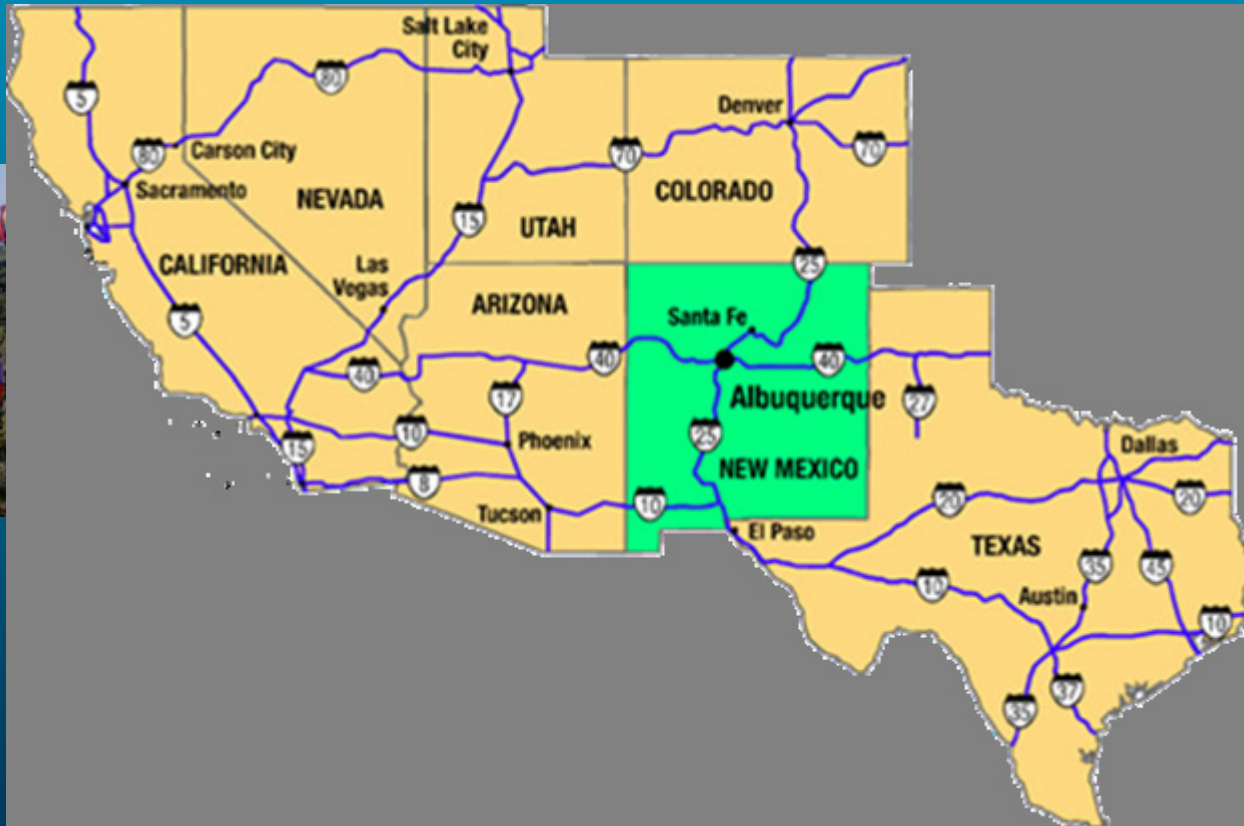 Salt Lake
City
80
5
Denver
80
Carson City
70
70
Sacramento
NEVADA
COLORADO
15
UTAH
CALIFORNIA
Las
Vegas
25
ARIZONA
5
Santa Fe
40
40
40
17
Albuquerque
27
10
25
15
Phoenix
Dallas
8
NEW MEXICO
20
20
10
Tucson
El Paso
TEXAS
35
45
10
Austin
10
37
35